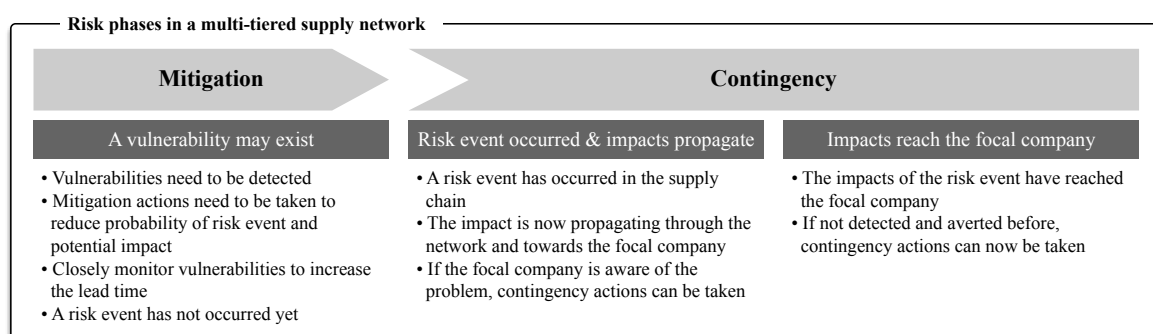 Risk phases in a multi-tiered supply network
Mitigation
Contingency
A vulnerability may exist
Risk event occurred & impacts propagate
Impacts reach the focal company
• Vulnerabilities need to be detected
• Mitigation actions need to be taken to
reduce probability of risk event and
potential impact
• Closely monitor vulnerabilities to increase
the lead time
• A risk event has not occurred yet
• A risk event has occurred in the supply
chain
• The impact is now propagating through the
network and towards the focal company
• If the focal company is aware of the
problem, contingency actions can be taken
• The impacts of the risk event have reached
the focal company
• If not detected and averted before,
contingency actions can now be taken